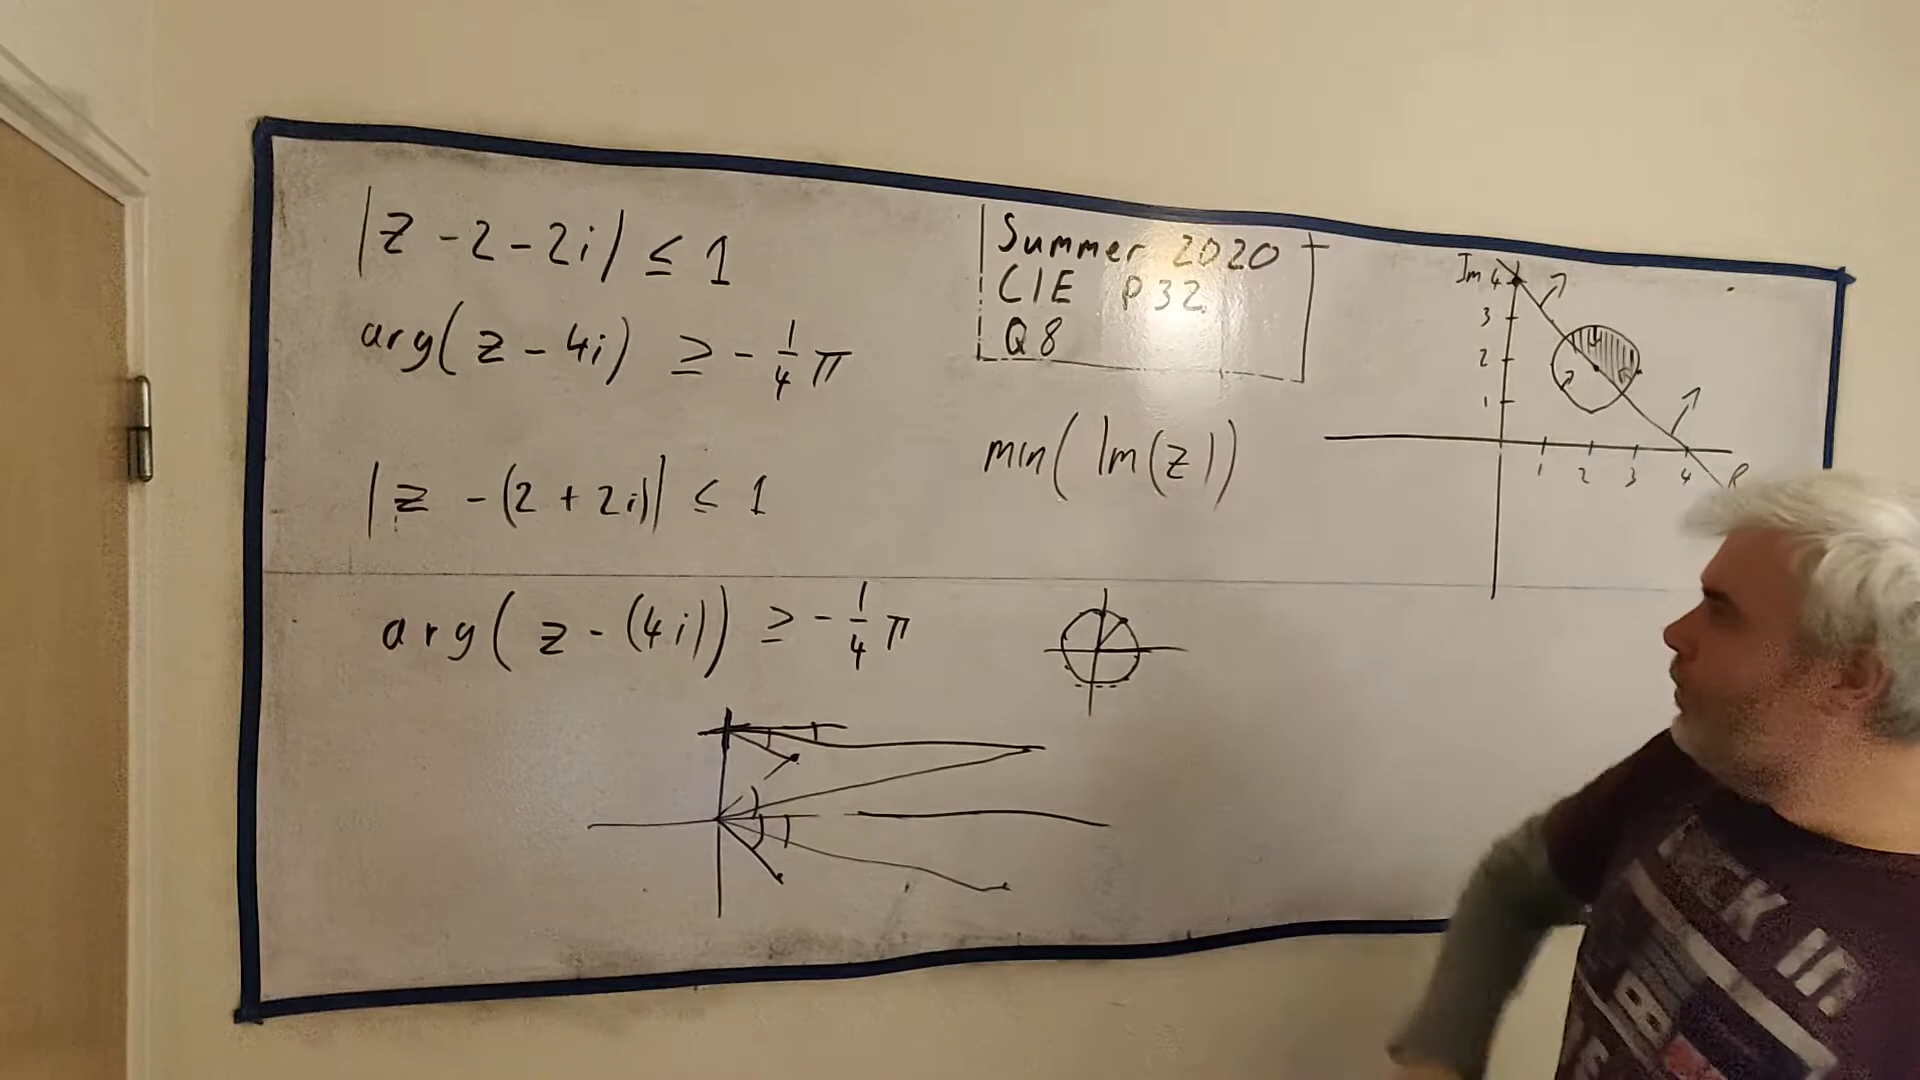 |z - 2 - 2i| ≤ 1
arg(z - 4i) ≥ - 1/4 π
|z - (2 + 2i)| ≤ 1
arg(z - (4i)) ≥ - 1/4 π
Summer 2020
CIE P32
Q8
min(Im(z))
Im 4
3
2
1
1 2 3 4